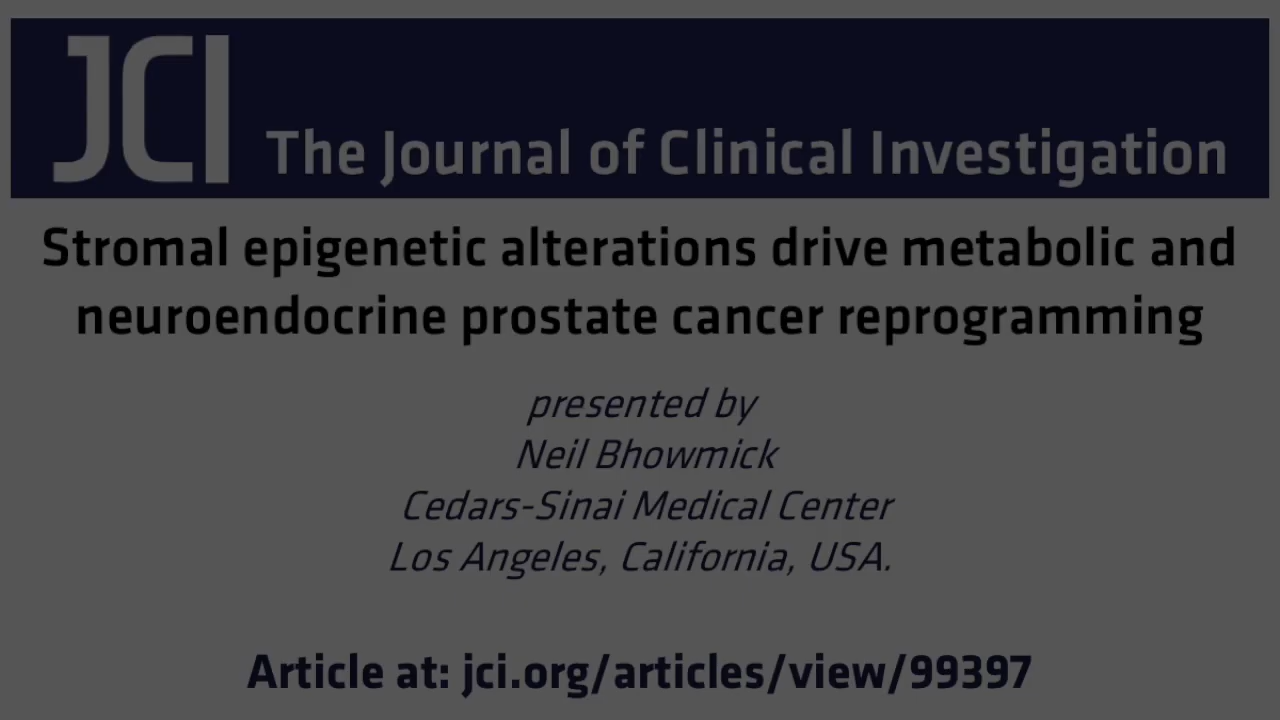 JCI The Journal of Clinical Investigation
Stromal epigenetic alterations drive metabolic and
neuroendocrine prostate cancer reprogramming
presented by
Neil Bhowmick
Cedars-Sinai Medical Center
Los Angeles, California, USA.
Article at: jci.org/articles/view/99397